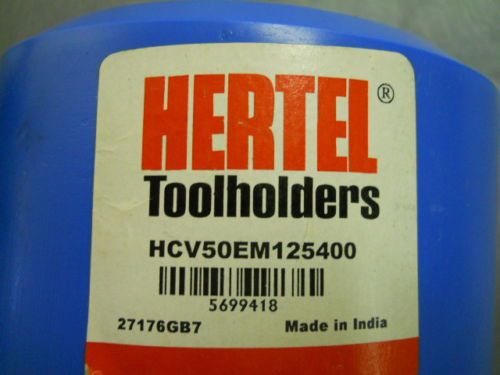 HERTEL®
Toolholders
HCV50EM125400
5699418
27176GB7 Made in India